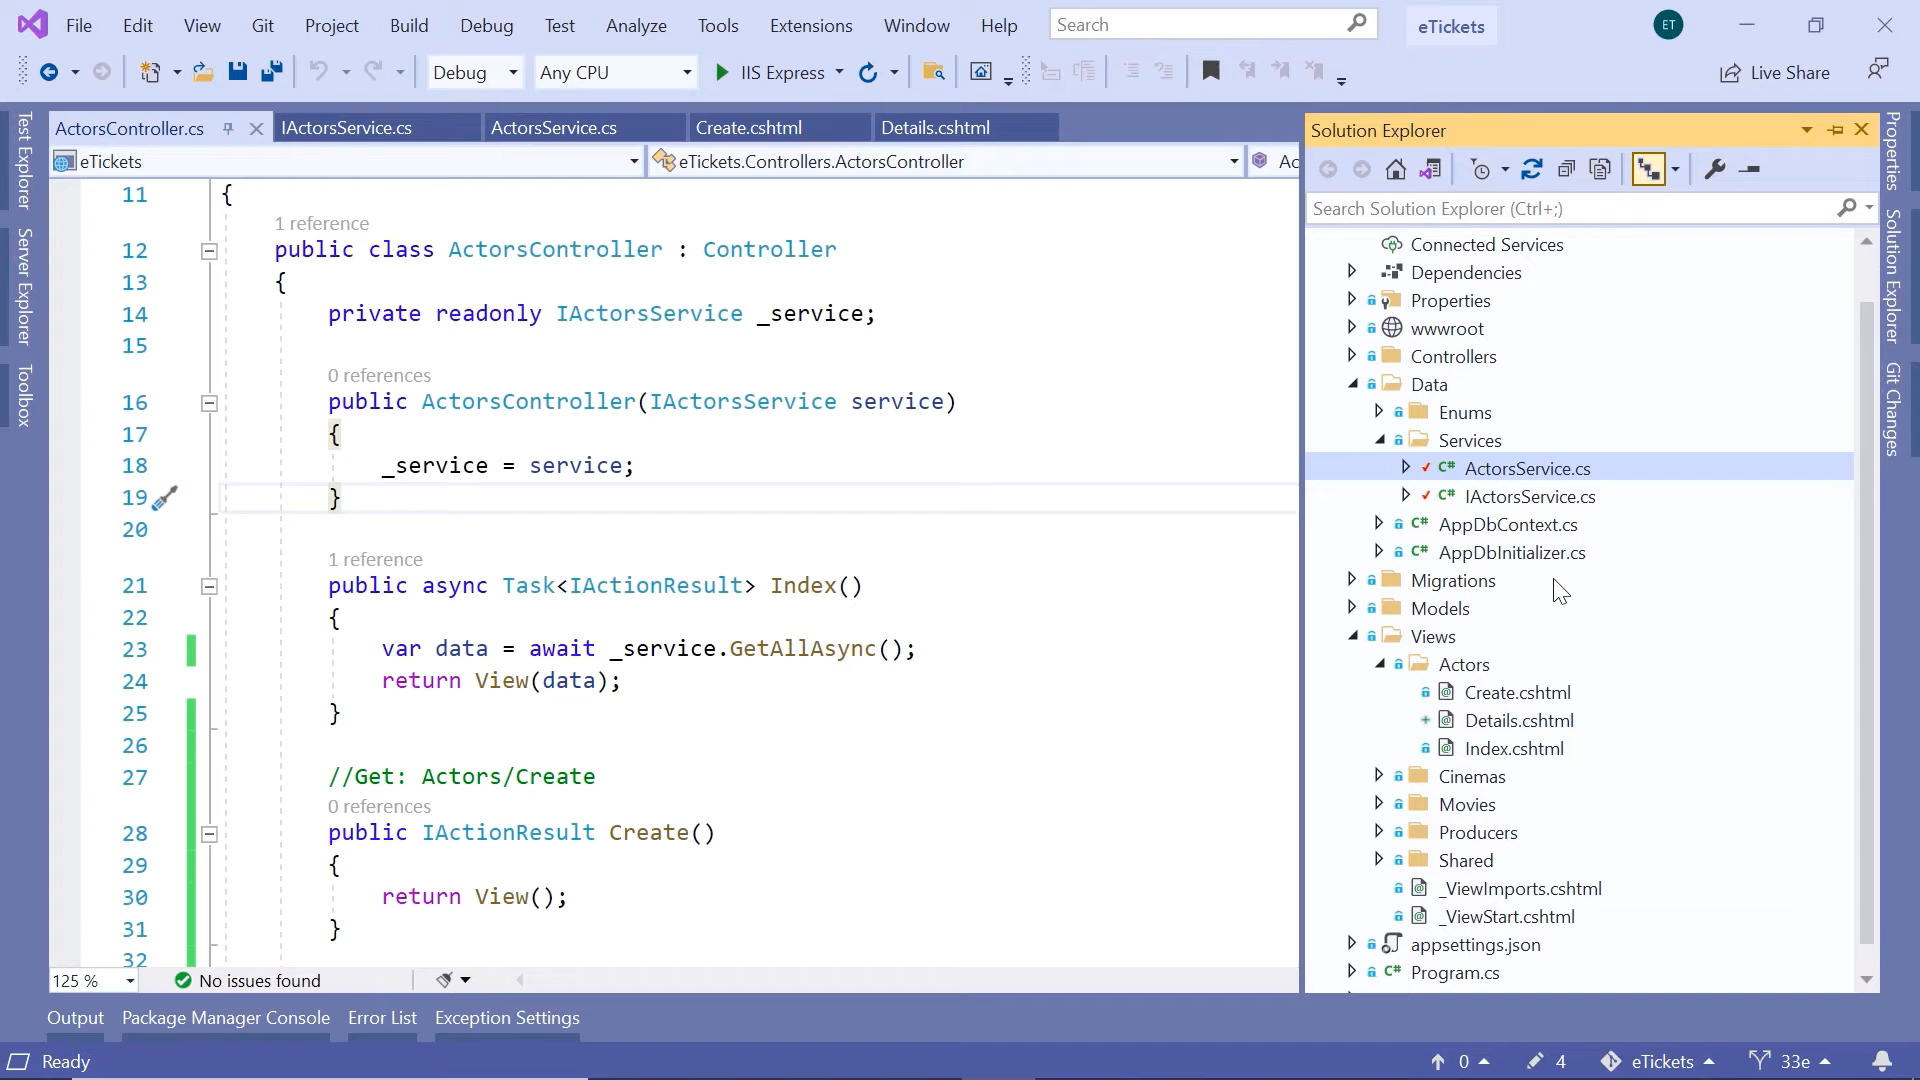 File Edit View Git Project Build Debug Test Analyze Tools Extensions Window Help Search eTickets ET
Debug Any CPU IIS Express Live Share
Test Explorer
Server Explorer
Toolbox
ActorsController.cs IActorsService.cs ActorsService.cs Create.cshtml Details.cshtml
eTickets eTickets.Controllers.ActorsController Ac
11 {
1 reference
12 public class ActorsController : Controller
13 {
14 private readonly IActorsService _service;
15
0 references
16 public ActorsController(IActorsService service)
17 {
18 _service = service;
19 }
20
1 reference
21 public async Task<IActionResult> Index()
22 {
23 var data = await _service.GetAllAsync();
24 return View(data);
25 }
26
27 //Get: Actors/Create
0 references
28 public IActionResult Create()
29 {
30 return View();
31 }
32
125 % No issues found
Solution Explorer
Search Solution Explorer (Ctrl+;)
Connected Services
Dependencies
Properties
wwwroot
Controllers
Data
Enums
Services
C# ActorsService.cs
C# IActorsService.cs
C# AppDbContext.cs
C# AppDbInitializer.cs
Migrations
Models
Views
Actors
Create.cshtml
Details.cshtml
Index.cshtml
Cinemas
Movies
Producers
Shared
_ViewImports.cshtml
_ViewStart.cshtml
appsettings.json
C# Program.cs
Properties
Solution Explorer
Git Changes
Output Package Manager Console Error List Exception Settings
Ready 0 4 eTickets 33e